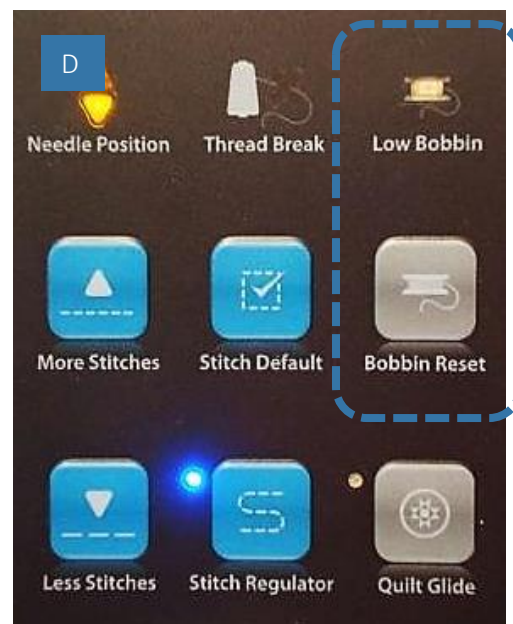 D
Needle Position Thread Break Low Bobbin
More Stitches Stitch Default Bobbin Reset
Less Stitches Stitch Regulator Quilt Glide